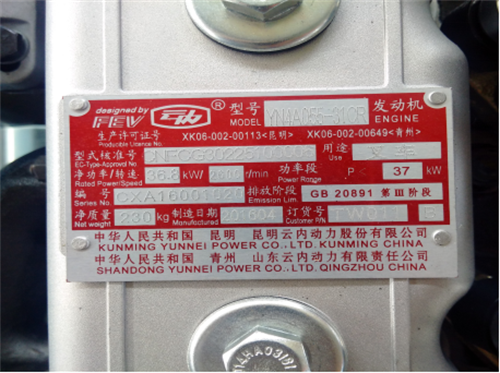 designed by FEV ® 型号 MODEL YN4A055-31CR 发动机 ENGINE
生产许可证号 Producible Licence No. XK06-002-00113<昆明> XK06-002-00649<青州>
型式核准号 EC-Type-Approval No 用途 Use
净功率/转速 Rated Power/Speed 36.8 kW r/min 功率段 P 37 kW
编号 Series No. 排放阶段 Emission Limits GB 20891 第Ⅲ阶段
净质量 Net weight 230 kg 制造日期 Manufacture Date 201604 订货号
中华人民共和国 昆明 昆明云内动力股份有限公司
KUNMING YUNNEI POWER CO.,LTD.KUNMING CHINA
中华人民共和国 青州 山东云内动力有限责任公司
SHANDONG YUNNEI POWER CO.,LTD. QINGZHOU CHINA